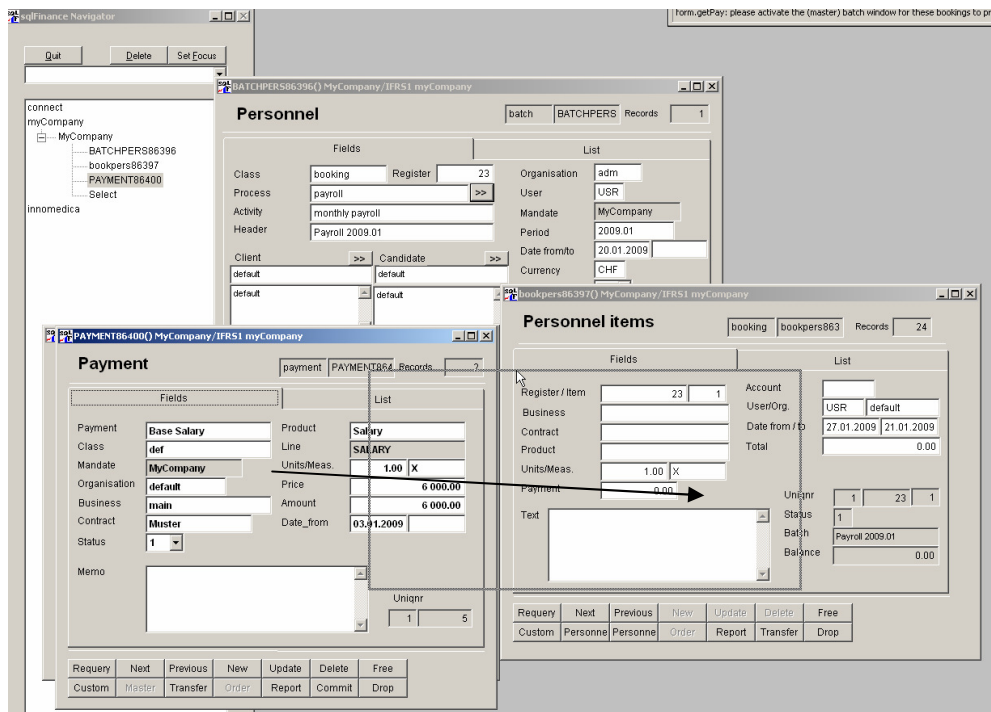 sqlFinance Navigator
form.getPay: please activate the (master) batch window for these bookings to pr
Quit Delete Set Focus
connect
myCompany
MyCompany
BATCHPERS86396
bookpers86397
PAYMENT86400
Select
innomedica
BATCHPERS86396() MyCompany/IFRS1 myCompany
Personnel
batch BATCHPERS Records 1
Fields List
Class booking Register 23 Organisation adm
Process payroll >> User USR
Activity monthly payroll Mandate MyCompany
Header Payroll 2009.01 Period 2009.01
Date from/to 20.01.2009
Client >> Candidate >> Currency CHF
default default
default default
bookpers86397() MyCompany/IFRS1 myCompany
Personnel items
booking bookpers863 Records 24
Fields List
Register / Item 23 1 Account
Business User/Org. USR default
Contract Date from / to 27.01.2009 21.01.2009
Product Total 0.00
Units/Meas. 1.00 X
Payment 0.00 Uniqnr 1 23 1
Text Status 1
Batch Payroll 2009.01
Balance 0.00
Requery Next Previous New Update Delete Free
Custom Personne Personne Order Report Transfer Drop
PAYMENT86400() MyCompany/IFRS1 myCompany
Payment
payment PAYMENT864 Records ?
Fields List
Payment Base Salary Product Salary
Class def Line SALARY
Mandate MyCompany Units/Meas. 1.00 X
Organisation default Price 6 000.00
Business main Amount 6 000.00
Contract Muster Date_from 03.01.2009
Status 1
Memo
Uniqnr
1 5
Requery Next Previous New Update Delete Free
Custom Master Transfer Order Report Commit Drop